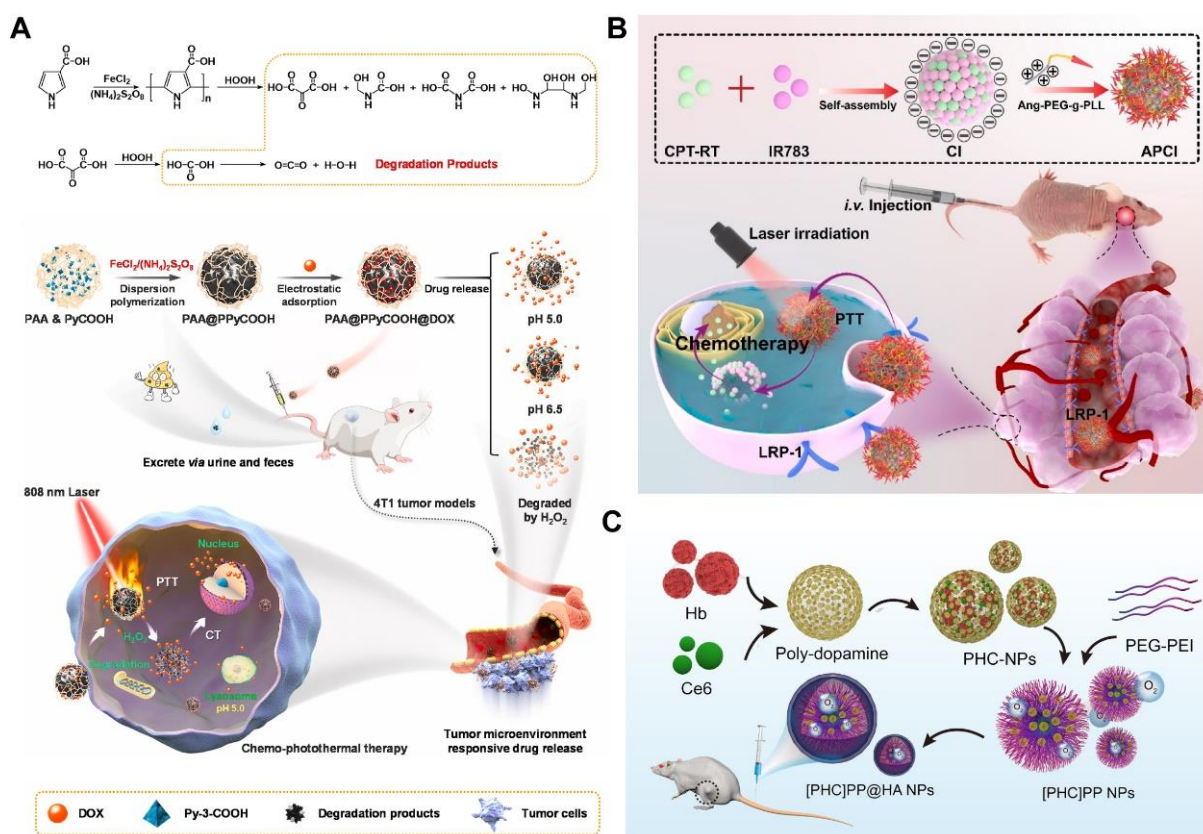 A
FeCl₂
(NH₄)₂S₂O₈
HOOH
n
HOOH
Degradation Products
PAA & PyCOOH
FeCl₂/(NH₄)₂S₂O₈
Dispersion
polymerization
PAA@PPyCOOH
Electrostatic
adsorption
PAA@PPyCOOH@DOX
Drug release
pH 5.0
pH 6.5
Degraded
by H₂O₂
Excrete via urine and feces
4T1 tumor models
808 nm Laser
Nucleus
PTT
H₂O₂
CT
Degradation
Lysosome
pH 5.0
Chemo-photothermal therapy
Tumor microenvironment
responsive drug release
DOX
Py-3-COOH
Degradation products
Tumor cells
B
CPT-RT
IR783
Self-assembly
CI
Ang-PEG-g-PLL
APCI
i.v. Injection
Laser irradiation
PTT
Chemotherapy
LRP-1
LRP-1
C
Hb
Ce6
Poly-dopamine
PHC-NPs
PEG-PEI
O₂
[PHC]PP NPs
[PHC]PP@HA NPs